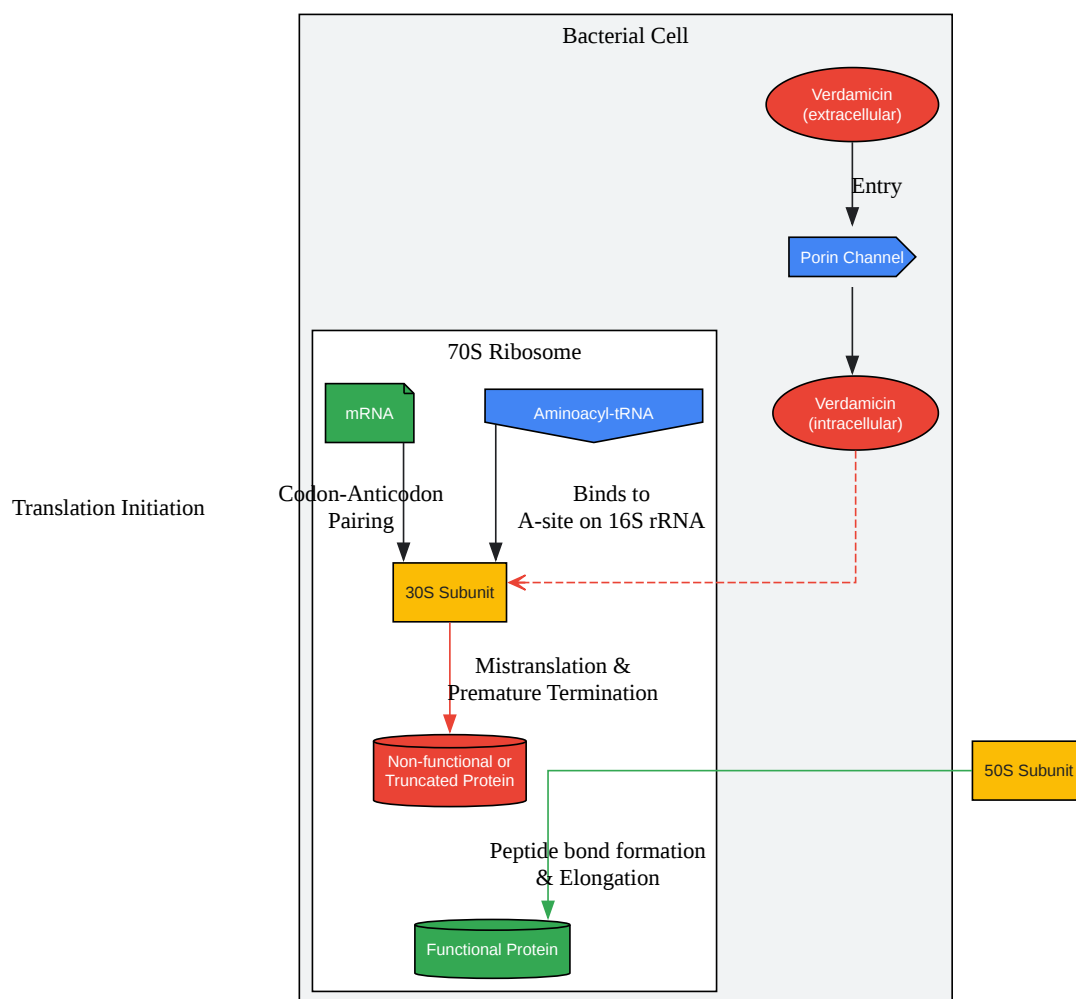 Bacterial Cell
Verdamicin
(extracellular)
Entry
Porin Channel
70S Ribosome
mRNA
Aminoacyl-tRNA
Verdamicin
(intracellular)
Translation Initiation
Codon-Anticodon
Pairing
Binds to
A-site on 16S rRNA
30S Subunit
Mistranslation &
Premature Termination
Non-functional or
Truncated Protein
50S Subunit
Peptide bond formation
& Elongation
Functional Protein